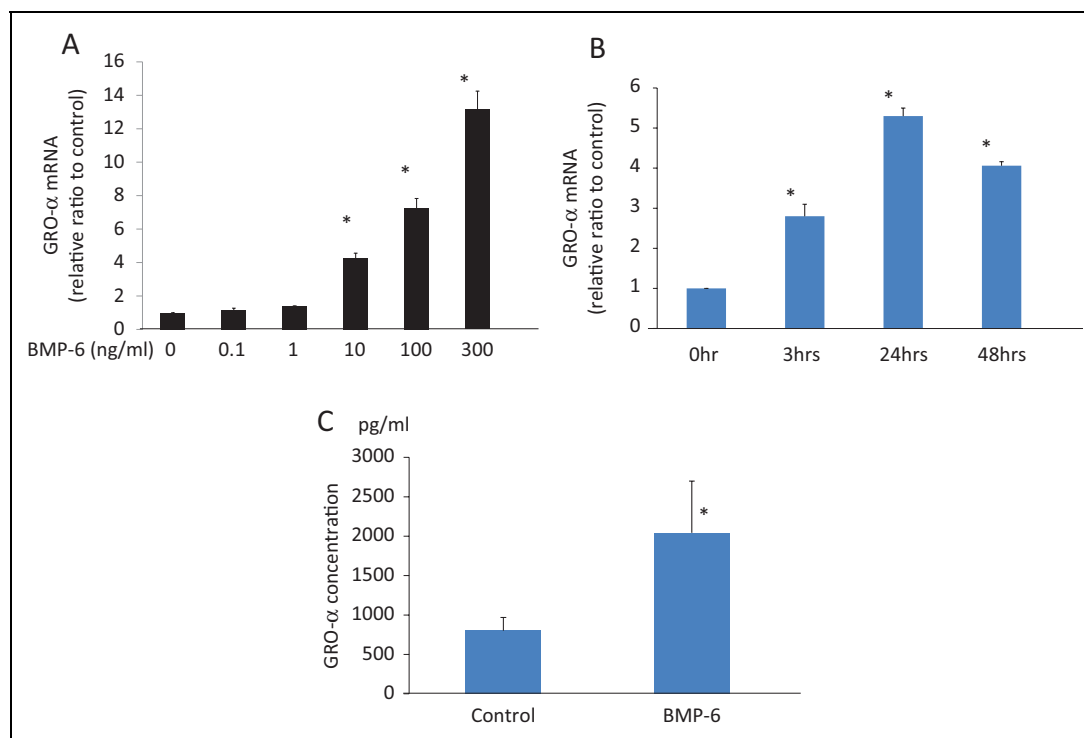 A
GRO-α mRNA
(relative ratio to control)
16
14
12
10
8
6
4
2
0
*
*
*
BMP-6 (ng/ml) 0 0.1 1 10 100 300
B
GRO-α mRNA
(relative ratio to control)
6
5
4
3
2
1
0
*
*
*
0hr 3hrs 24hrs 48hrs
C pg/ml
GRO-α concentration
3000
2500
2000
1500
1000
500
0
*
Control BMP-6